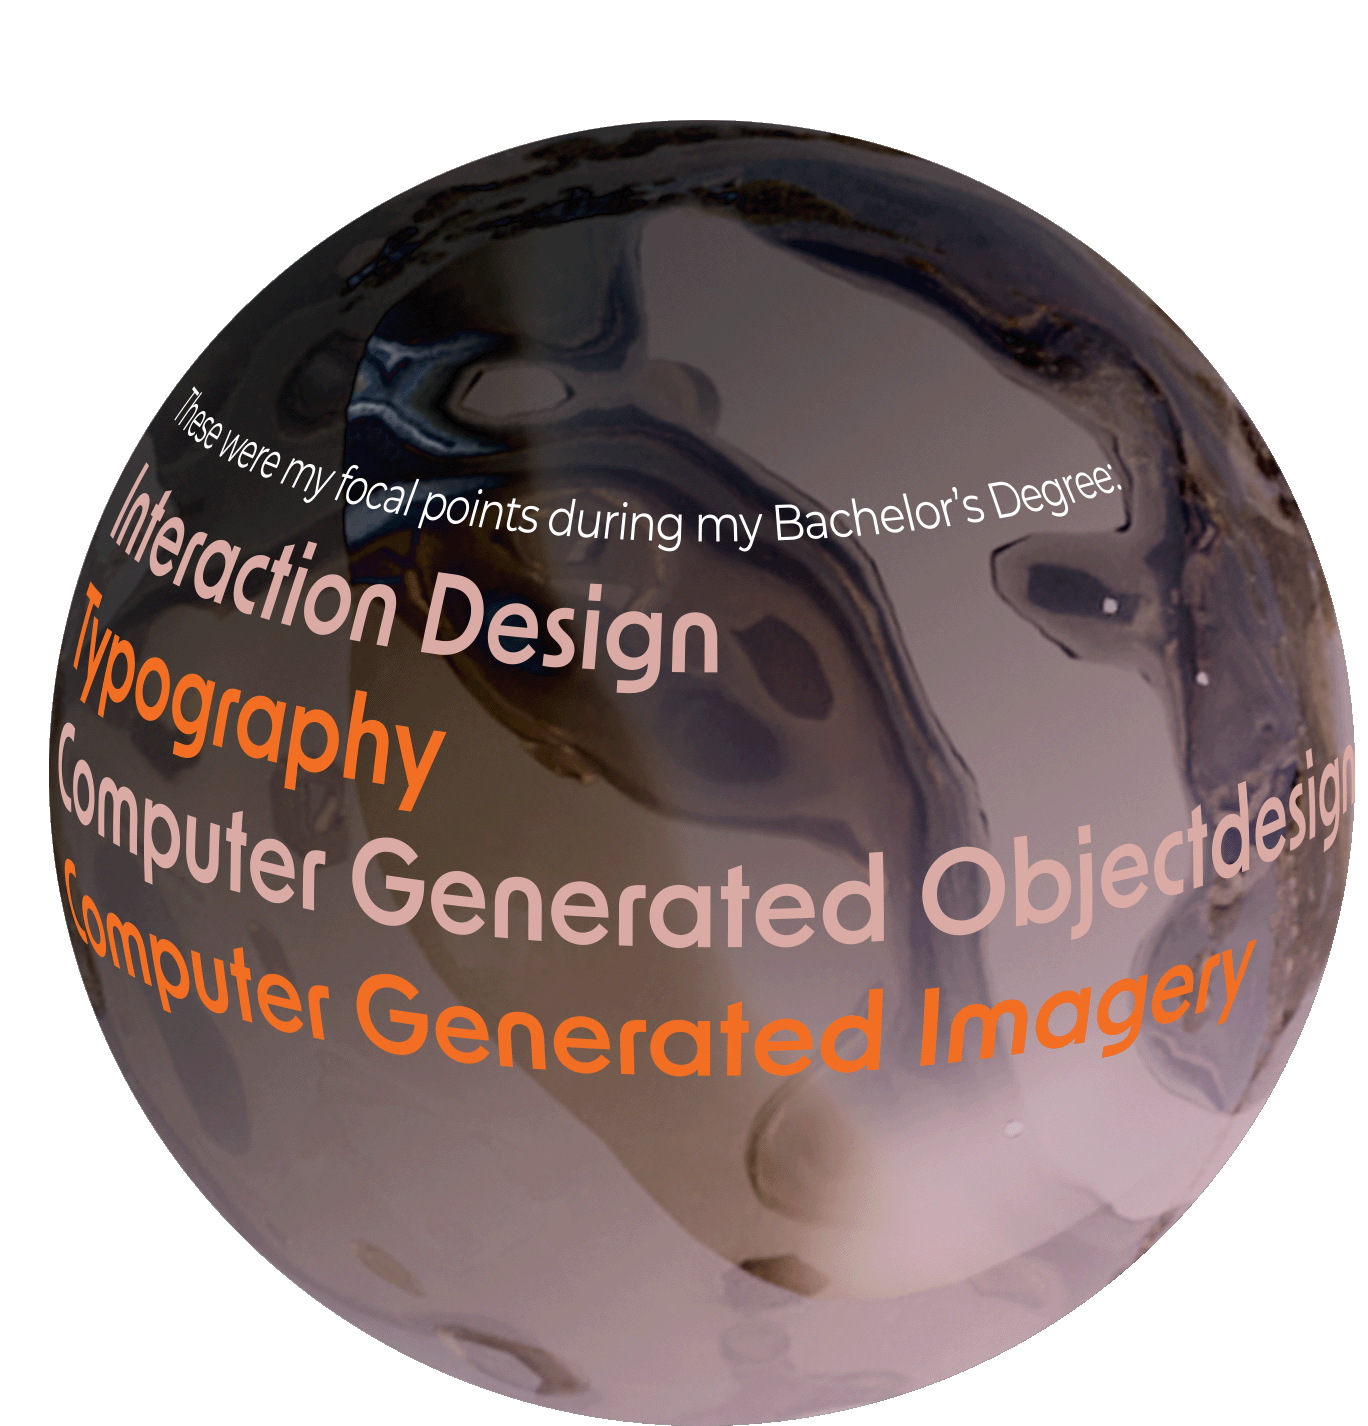 These were my focal points during my Bachelor’s Degree:
Interaction Design
Typography
Computer Generated Objectdesign
Computer Generated Imagery